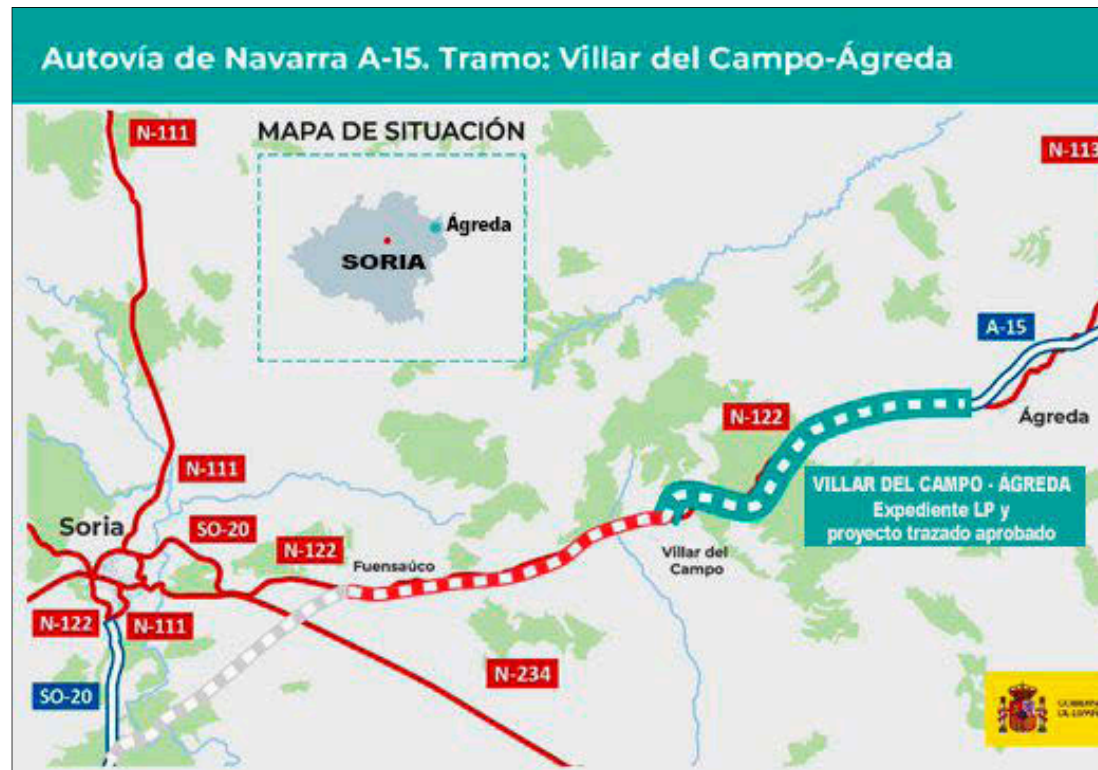 Autovía de Navarra A-15. Tramo: Villar del Campo-Ágreda
N-111
MAPA DE SITUACIÓN
N-113
Ágreda
SORIA
A-15
N-122
Ágreda
N-111
VILLAR DEL CAMPO - ÁGREDA
Expediente LP y
proyecto trazado aprobado
Soria
SO-20
N-122
Fuensaúco
Villar del
Campo
N-122
N-111
N-234
SO-20